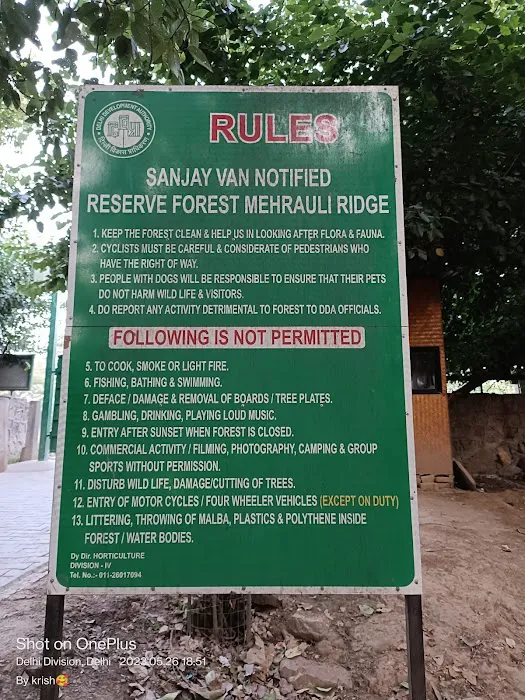 DELHI DEVELOPMENT AUTHORITY
दिल्ली विकास प्राधिकरण
RULES
SANJAY VAN NOTIFIED
RESERVE FOREST MEHRAULI RIDGE
1. KEEP THE FOREST CLEAN & HELP US IN LOOKING AFTER FLORA & FAUNA.
2. CYCLISTS MUST BE CAREFUL & CONSIDERATE OF PEDESTRIANS WHO
HAVE THE RIGHT OF WAY.
3. PEOPLE WITH DOGS WILL BE RESPONSIBLE TO ENSURE THAT THEIR PETS
DO NOT HARM WILD LIFE & VISITORS.
4. DO REPORT ANY ACTIVITY DETRIMENTAL TO FOREST TO DDA OFFICIALS.
FOLLOWING IS NOT PERMITTED
5. TO COOK, SMOKE OR LIGHT FIRE.
6. FISHING, BATHING & SWIMMING.
7. DEFACE / DAMAGE & REMOVAL OF BOARDS / TREE PLATES.
8. GAMBLING, DRINKING, PLAYING LOUD MUSIC.
9. ENTRY AFTER SUNSET WHEN FOREST IS CLOSED.
10. COMMERCIAL ACTIVITY / FILMING, PHOTOGRAPHY, CAMPING & GROUP
SPORTS WITHOUT PERMISSION.
11. DISTURB WILD LIFE, DAMAGE/CUTTING OF TREES.
12. ENTRY OF MOTOR CYCLES / FOUR WHEELER VEHICLES (EXCEPT ON DUTY)
13. LITTERING, THROWING OF MALBA, PLASTICS & POLYTHENE INSIDE
FOREST / WATER BODIES.
Dy Dir. HORTICULTURE
DIVISION - IV
Tel. No.:- 011-26017094
Shot on OnePlus
Delhi Division, Delhi 2023.05.26 18:51
By krish🥰